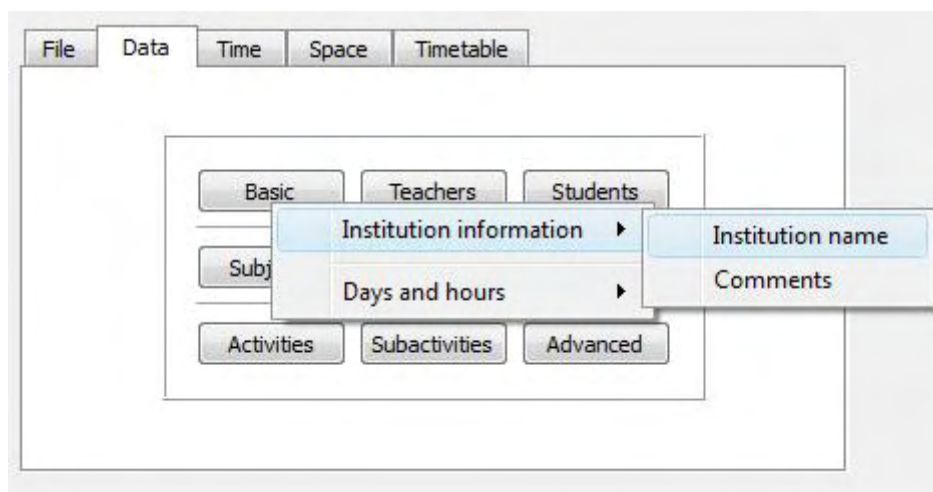 File Data Time Space Timetable
Basic Teachers Students
Institution information
Institution name
Subj
Comments
Days and hours
Activities Subactivities Advanced